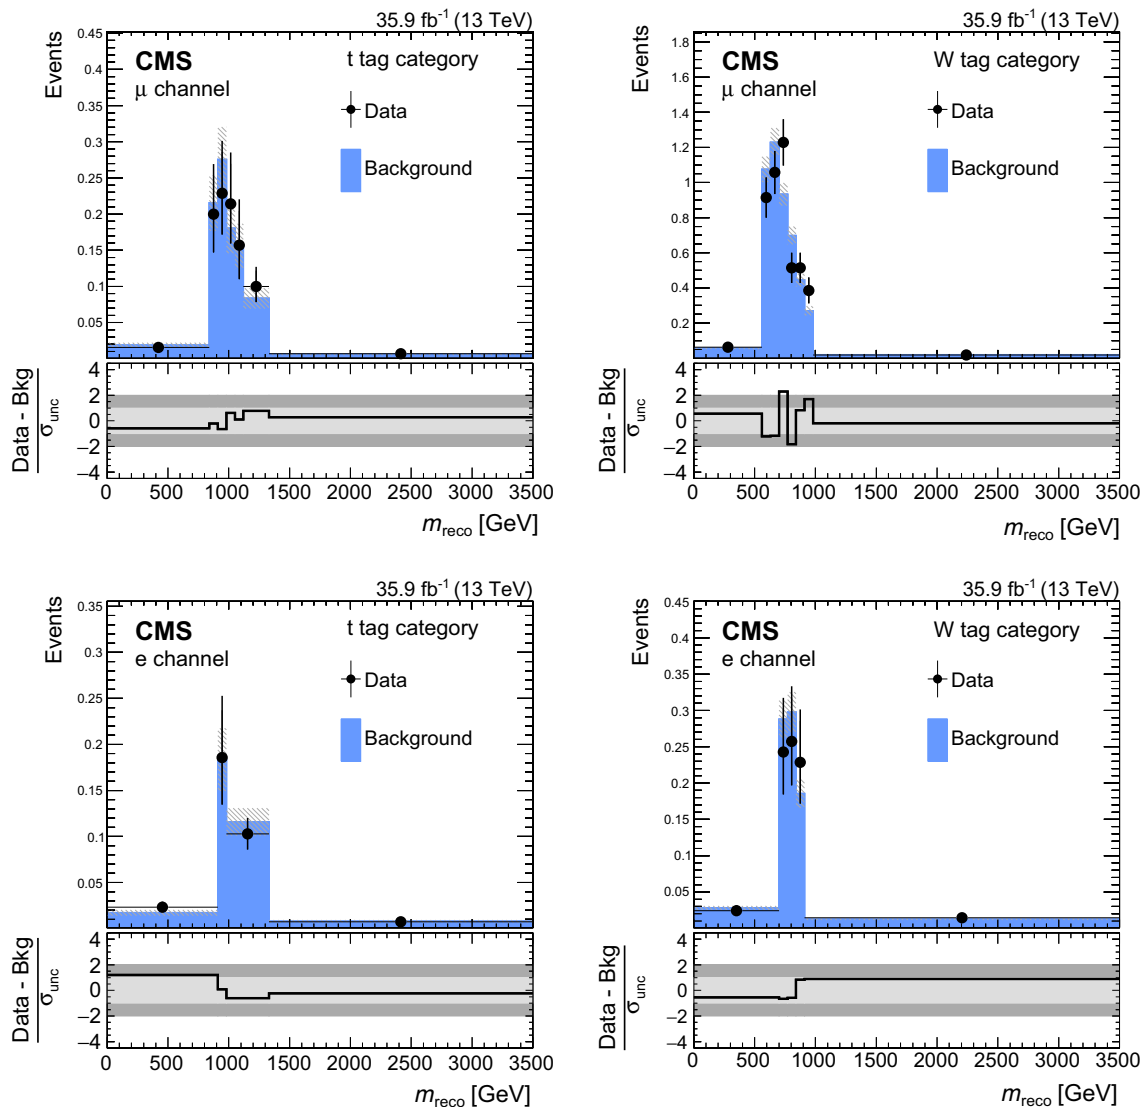 35.9 fb⁻¹ (13 TeV)
Events
0.45
0.4
0.35
0.3
0.25
0.2
0.15
0.1
0.05
CMS
μ channel
t tag category
Data
Background
Data - Bkg
σunc
4
2
0
−2
−4
0 500 1000 1500 2000 2500 3000 3500
mreco [GeV]
35.9 fb⁻¹ (13 TeV)
Events
1.8
1.6
1.4
1.2
1
0.8
0.6
0.4
0.2
CMS
μ channel
W tag category
Data
Background
Data - Bkg
σunc
4
2
0
−2
−4
0 500 1000 1500 2000 2500 3000 3500
mreco [GeV]
35.9 fb⁻¹ (13 TeV)
Events
0.35
0.3
0.25
0.2
0.15
0.1
0.05
CMS
e channel
t tag category
Data
Background
Data - Bkg
σunc
4
2
0
−2
−4
0 500 1000 1500 2000 2500 3000 3500
mreco [GeV]
35.9 fb⁻¹ (13 TeV)
Events
0.45
0.4
0.35
0.3
0.25
0.2
0.15
0.1
0.05
CMS
e channel
W tag category
Data
Background
Data - Bkg
σunc
4
2
0
−2
−4
0 500 1000 1500 2000 2500 3000 3500
mreco [GeV]